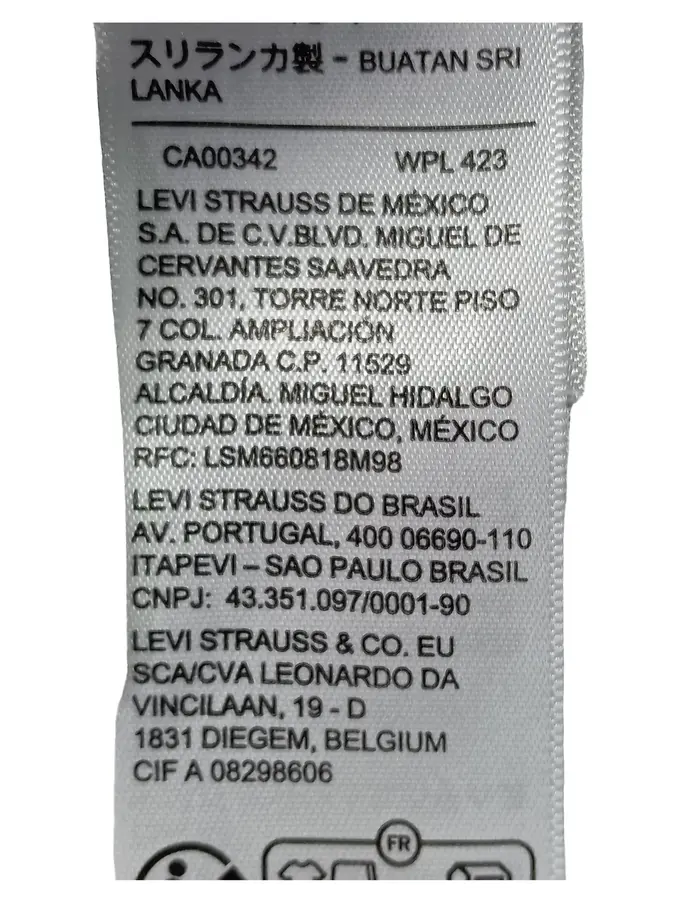 スリランカ製 - BUATAN SRI
LANKA
CA00342 WPL 423
LEVI STRAUSS DE MÉXICO
S.A. DE C.V.BLVD. MIGUEL DE
CERVANTES SAAVEDRA
NO. 301, TORRE NORTE PISO
7 COL. AMPLIACIÓN
GRANADA C.P. 11529
ALCALDÍA. MIGUEL HIDALGO
CIUDAD DE MÉXICO, MÉXICO
RFC: LSM660818M98
LEVI STRAUSS DO BRASIL
AV. PORTUGAL, 400 06690-110
ITAPEVI – SAO PAULO BRASIL
CNPJ: 43.351.097/0001-90
LEVI STRAUSS & CO. EU
SCA/CVA LEONARDO DA
VINCILAAN, 19 - D
1831 DIEGEM, BELGIUM
CIF A 08298606
FR